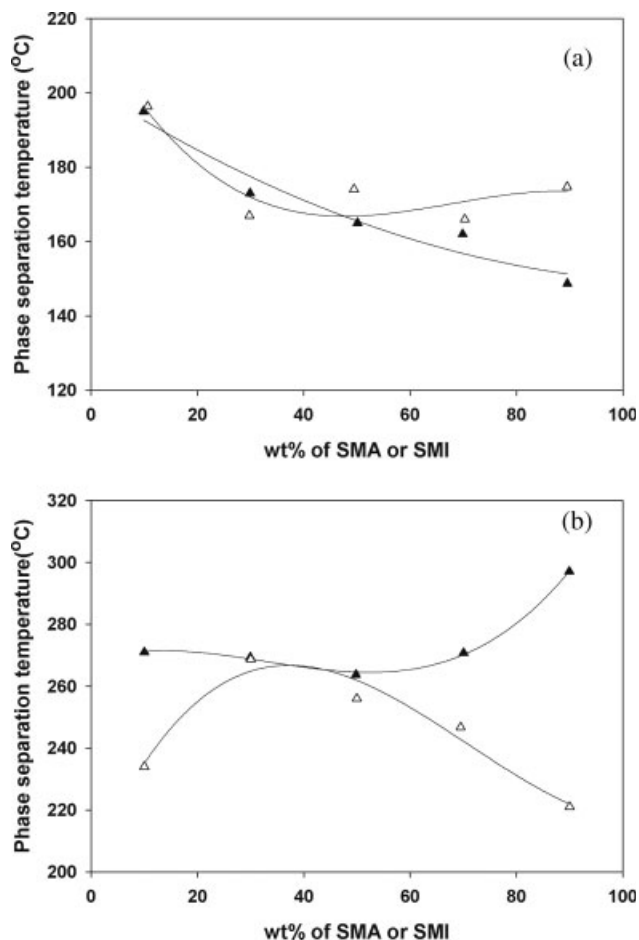 220
200
180
160
140
120
Phase separation temperature (°C)
(a)
0 20 40 60 80 100
wt% of SMA or SMI
320
300
280
260
240
220
200
Phase separation temperature(°C)
(b)
0 20 40 60 80 100
wt% of SMA or SMI